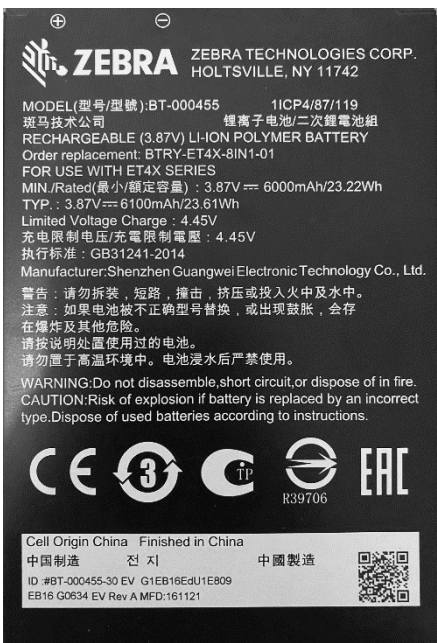 ⊕ ⊖
ZEBRA
ZEBRA TECHNOLOGIES CORP.
HOLTSVILLE, NY 11742
MODEL(型号/型號):BT-000455 1ICP4/87/119
斑马技术公司 锂离子电池/二次鋰電池組
RECHARGEABLE (3.87V) LI-ION POLYMER BATTERY
Order replacement: BTRY-ET4X-8IN1-01
FOR USE WITH ET4X SERIES
MIN./Rated(最小/額定容量) : 3.87V⎓ 6000mAh/23.22Wh
TYP. : 3.87V⎓6100mAh/23.61Wh
Limited Voltage Charge : 4.45V
充电限制电压/充電限制電壓 : 4.45V
执行标准: GB31241-2014
Manufacturer:Shenzhen Guangwei Electronic Technology Co., Ltd.
警告: 请勿拆装，短路，撞击，挤压或投入火中及水中。
注意: 如果电池被不正确型号替换，或出现鼓胀，会存
在爆炸及其他危险。
请按说明处置使用过的电池。
请勿置于高温环境中。电池浸水后严禁使用。
WARNING:Do not disassemble,short circuit,or dispose of in fire.
CAUTION:Risk of explosion if battery is replaced by an incorrect
type.Dispose of used batteries according to instructions.
CE 3 TP EAC
R39706
Cell Origin China Finished in China
中国制造 전 지 中國製造
ID :#BT-000455-30 EV G1EB16EdU1E809
EB16 G0634 EV Rev A MFD:161121